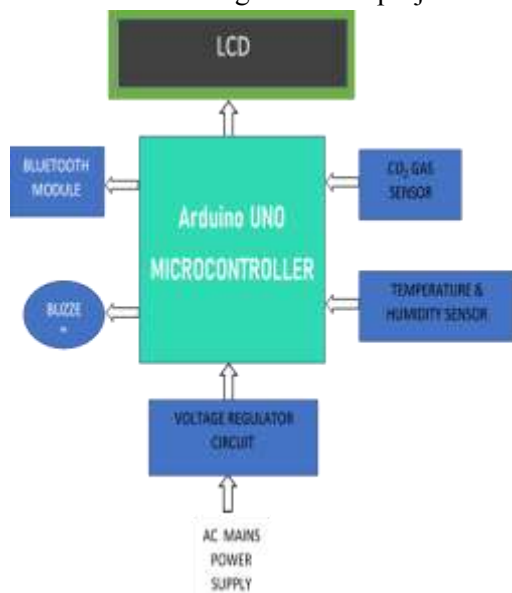 LCD
BLUETOOTH
MODULE
CO₂ GAS
SENSOR
Arduino UNO
MICROCONTROLLER
BUZZE
TEMPERATURE &
HUMIDITY SENSOR
VOLTAGE REGULATOR
CIRCUIT
AC MAINS
POWER
SUPPLY